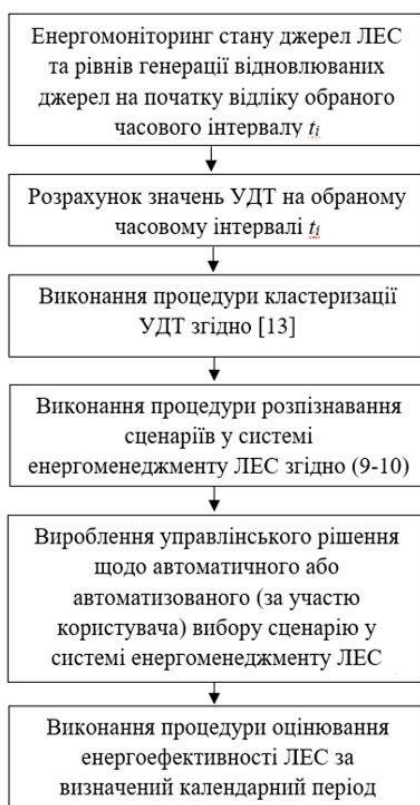 Енергомоніторинг стану джерел ЛЕС
та рівнів генерації відновлюваних
джерел на початку відліку обраного
часового інтервалу ti
Розрахунок значень УДТ на обраному
часовому інтервалі ti
Виконання процедури кластеризації
УДТ згідно [13]
Виконання процедури розпізнавання
сценаріїв у системі
енергоменеджменту ЛЕС згідно (9-10)
Вироблення управлінського рішення
щодо автоматичного або
автоматизованого (за участю
користувача) вибору сценарію у
системі енергоменеджменту ЛЕС
Виконання процедури оцінювання
енергоефективності ЛЕС за
визначений календарний період